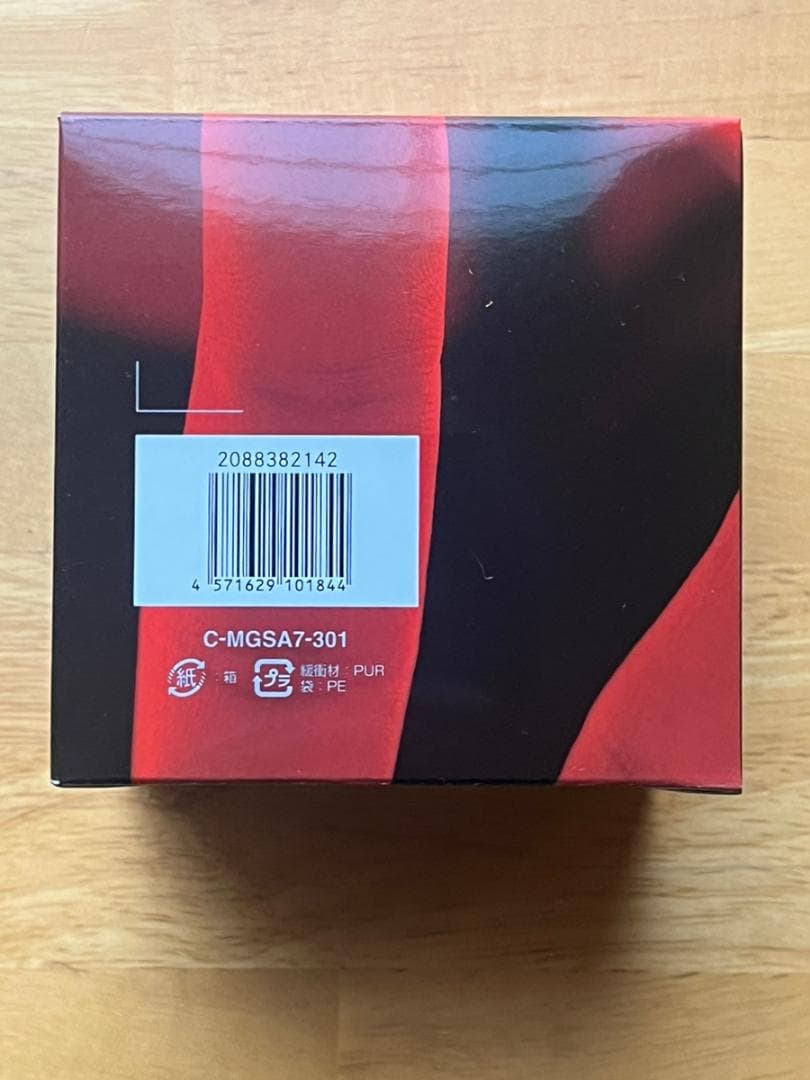 2088382142
4 571629 101844
C-MGSA7-301
紙 : 箱
プラ 緩衝材 : PUR
袋 : PE